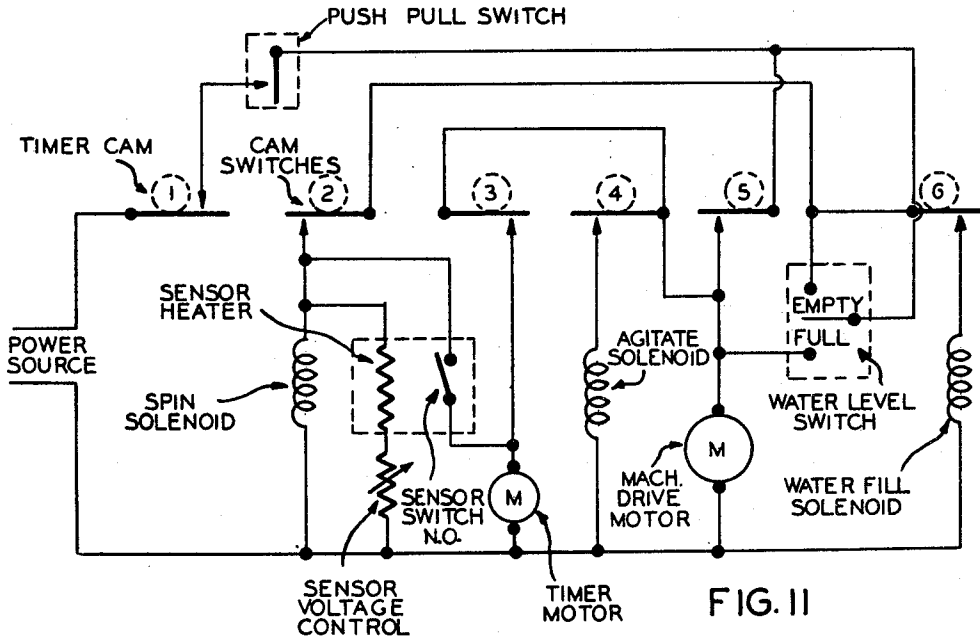 PUSH PULL SWITCH
TIMER CAM
CAM
SWITCHES
1
2
3
4
5
6
SENSOR
HEATER
EMPTY
FULL
POWER
SOURCE
AGITATE
SOLENOID
SPIN
SOLENOID
WATER LEVEL
SWITCH
M
M
MACH.
DRIVE
MOTOR
SENSOR
SWITCH
N.O.
WATER FILL
SOLENOID
SENSOR
VOLTAGE
CONTROL
TIMER
MOTOR
FIG. 11